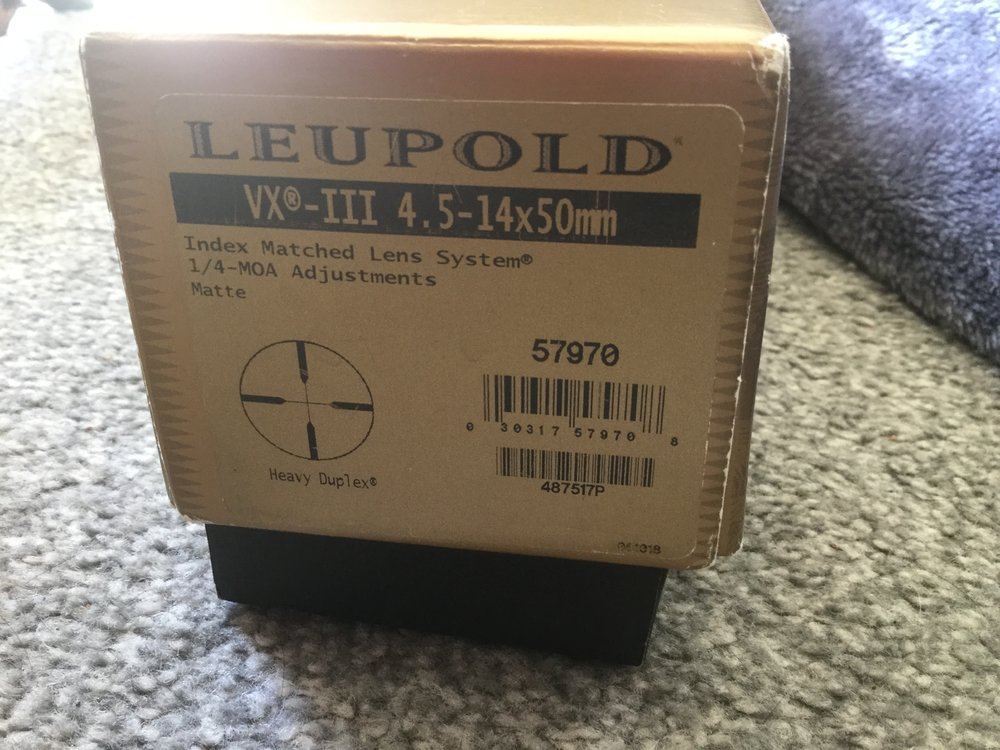 LEUPOLD
VX®-III 4.5-14x50mm
Index Matched Lens System®
1/4-MOA Adjustments
Matte
57970
0 30317 57970 8
487517P
Heavy Duplex®